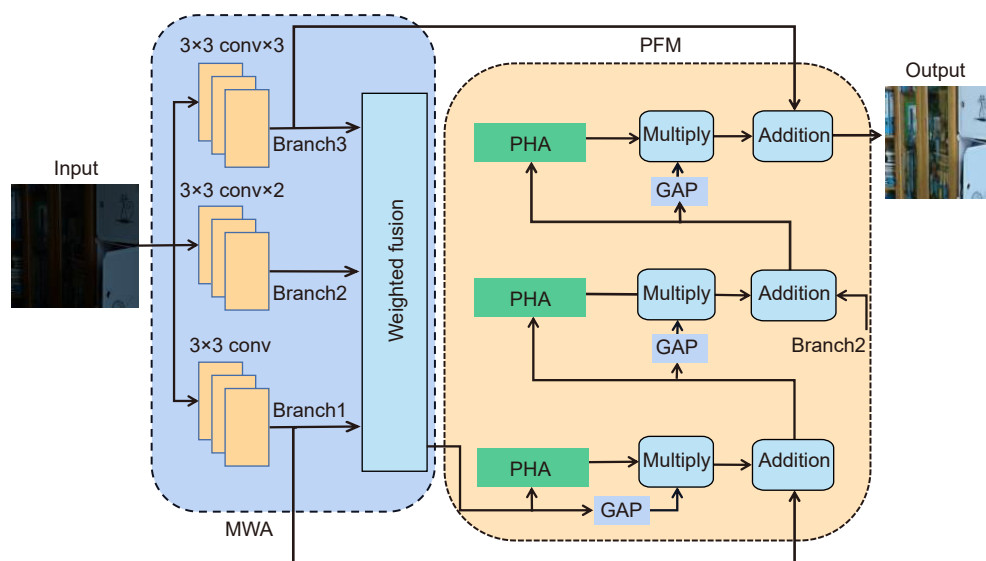 3×3 conv×3
Branch3
Input
3×3 conv×2
Branch2
3×3 conv
Branch1
Weighted fusion
MWA
PFM
Output
PHA
Multiply
Addition
GAP
PHA
Multiply
Addition
GAP
Branch2
PHA
Multiply
Addition
GAP